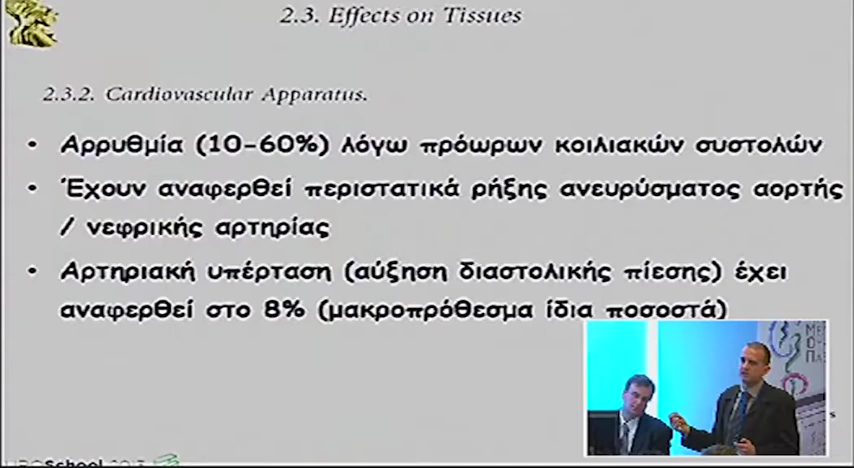 2.3. Effects on Tissues
2.3.2. Cardiovascular Apparatus.
• Αρρυθμία (10-60%) λόγω πρόωρων κοιλιακών συστολών
• Έχουν αναφερθεί περιστατικά ρήξης ανευρύσματος αορτής
/ νεφρικής αρτηρίας
• Αρτηριακή υπέρταση (αύξηση διαστολικής πίεσης) έχει
αναφερθεί στο 8% (μακροπρόθεσμα ίδια ποσοστά)
School